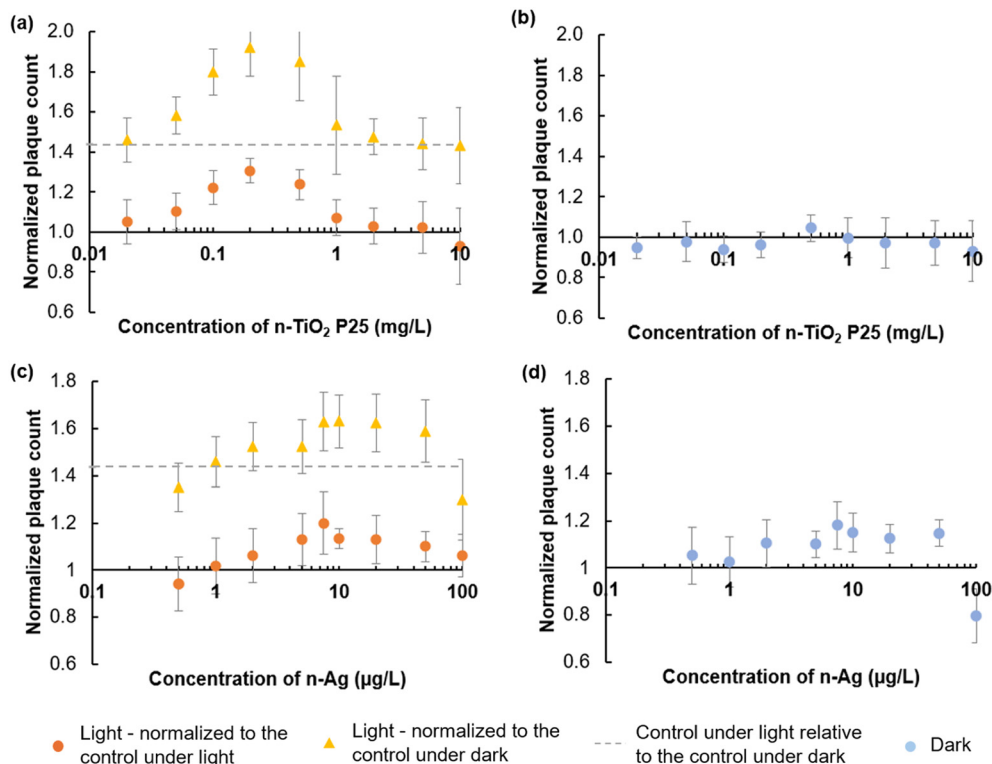 (a)
2.0
1.8
1.6
1.4
1.2
1.0
0.8
0.6
0.01
0.1
1
10
Normalized plaque count
Concentration of n-TiO₂ P25 (mg/L)
(b)
2.0
1.8
1.6
1.4
1.2
1.0
0.8
0.6
0.01
0.1
1
10
Normalized plaque count
Concentration of n-TiO₂ P25 (mg/L)
(c)
1.8
1.6
1.4
1.2
1
0.8
0.6
0.1
1
10
100
Normalized plaque count
Concentration of n-Ag (µg/L)
(d)
1.8
1.6
1.4
1.2
1
0.8
0.6
0.1
1
10
100
Normalized plaque count
Concentration of n-Ag (µg/L)
Light - normalized to the
control under light
Light - normalized to the
control under dark
Control under light relative
to the control under dark
Dark